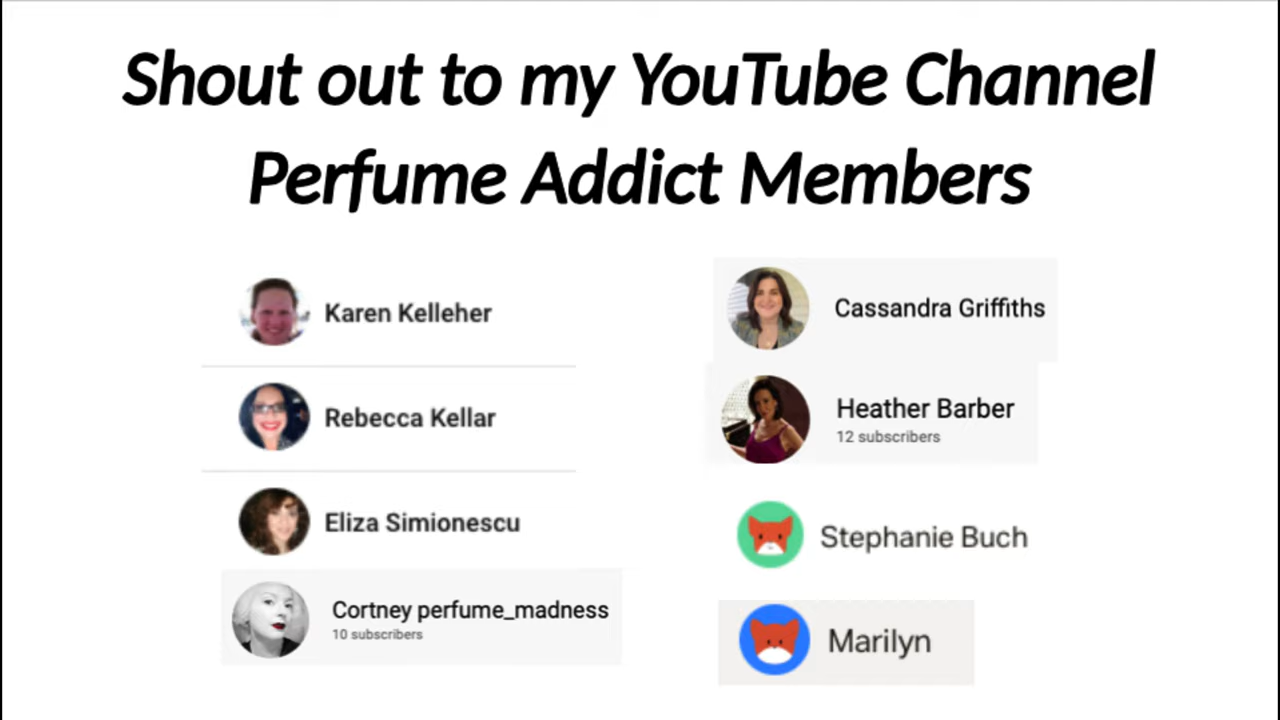 Shout out to my YouTube Channel
Perfume Addict Members
Karen Kelleher
Rebecca Kellar
Eliza Simionescu
Cortney perfume_madness
10 subscribers
Cassandra Griffiths
Heather Barber
12 subscribers
Stephanie Buch
Marilyn